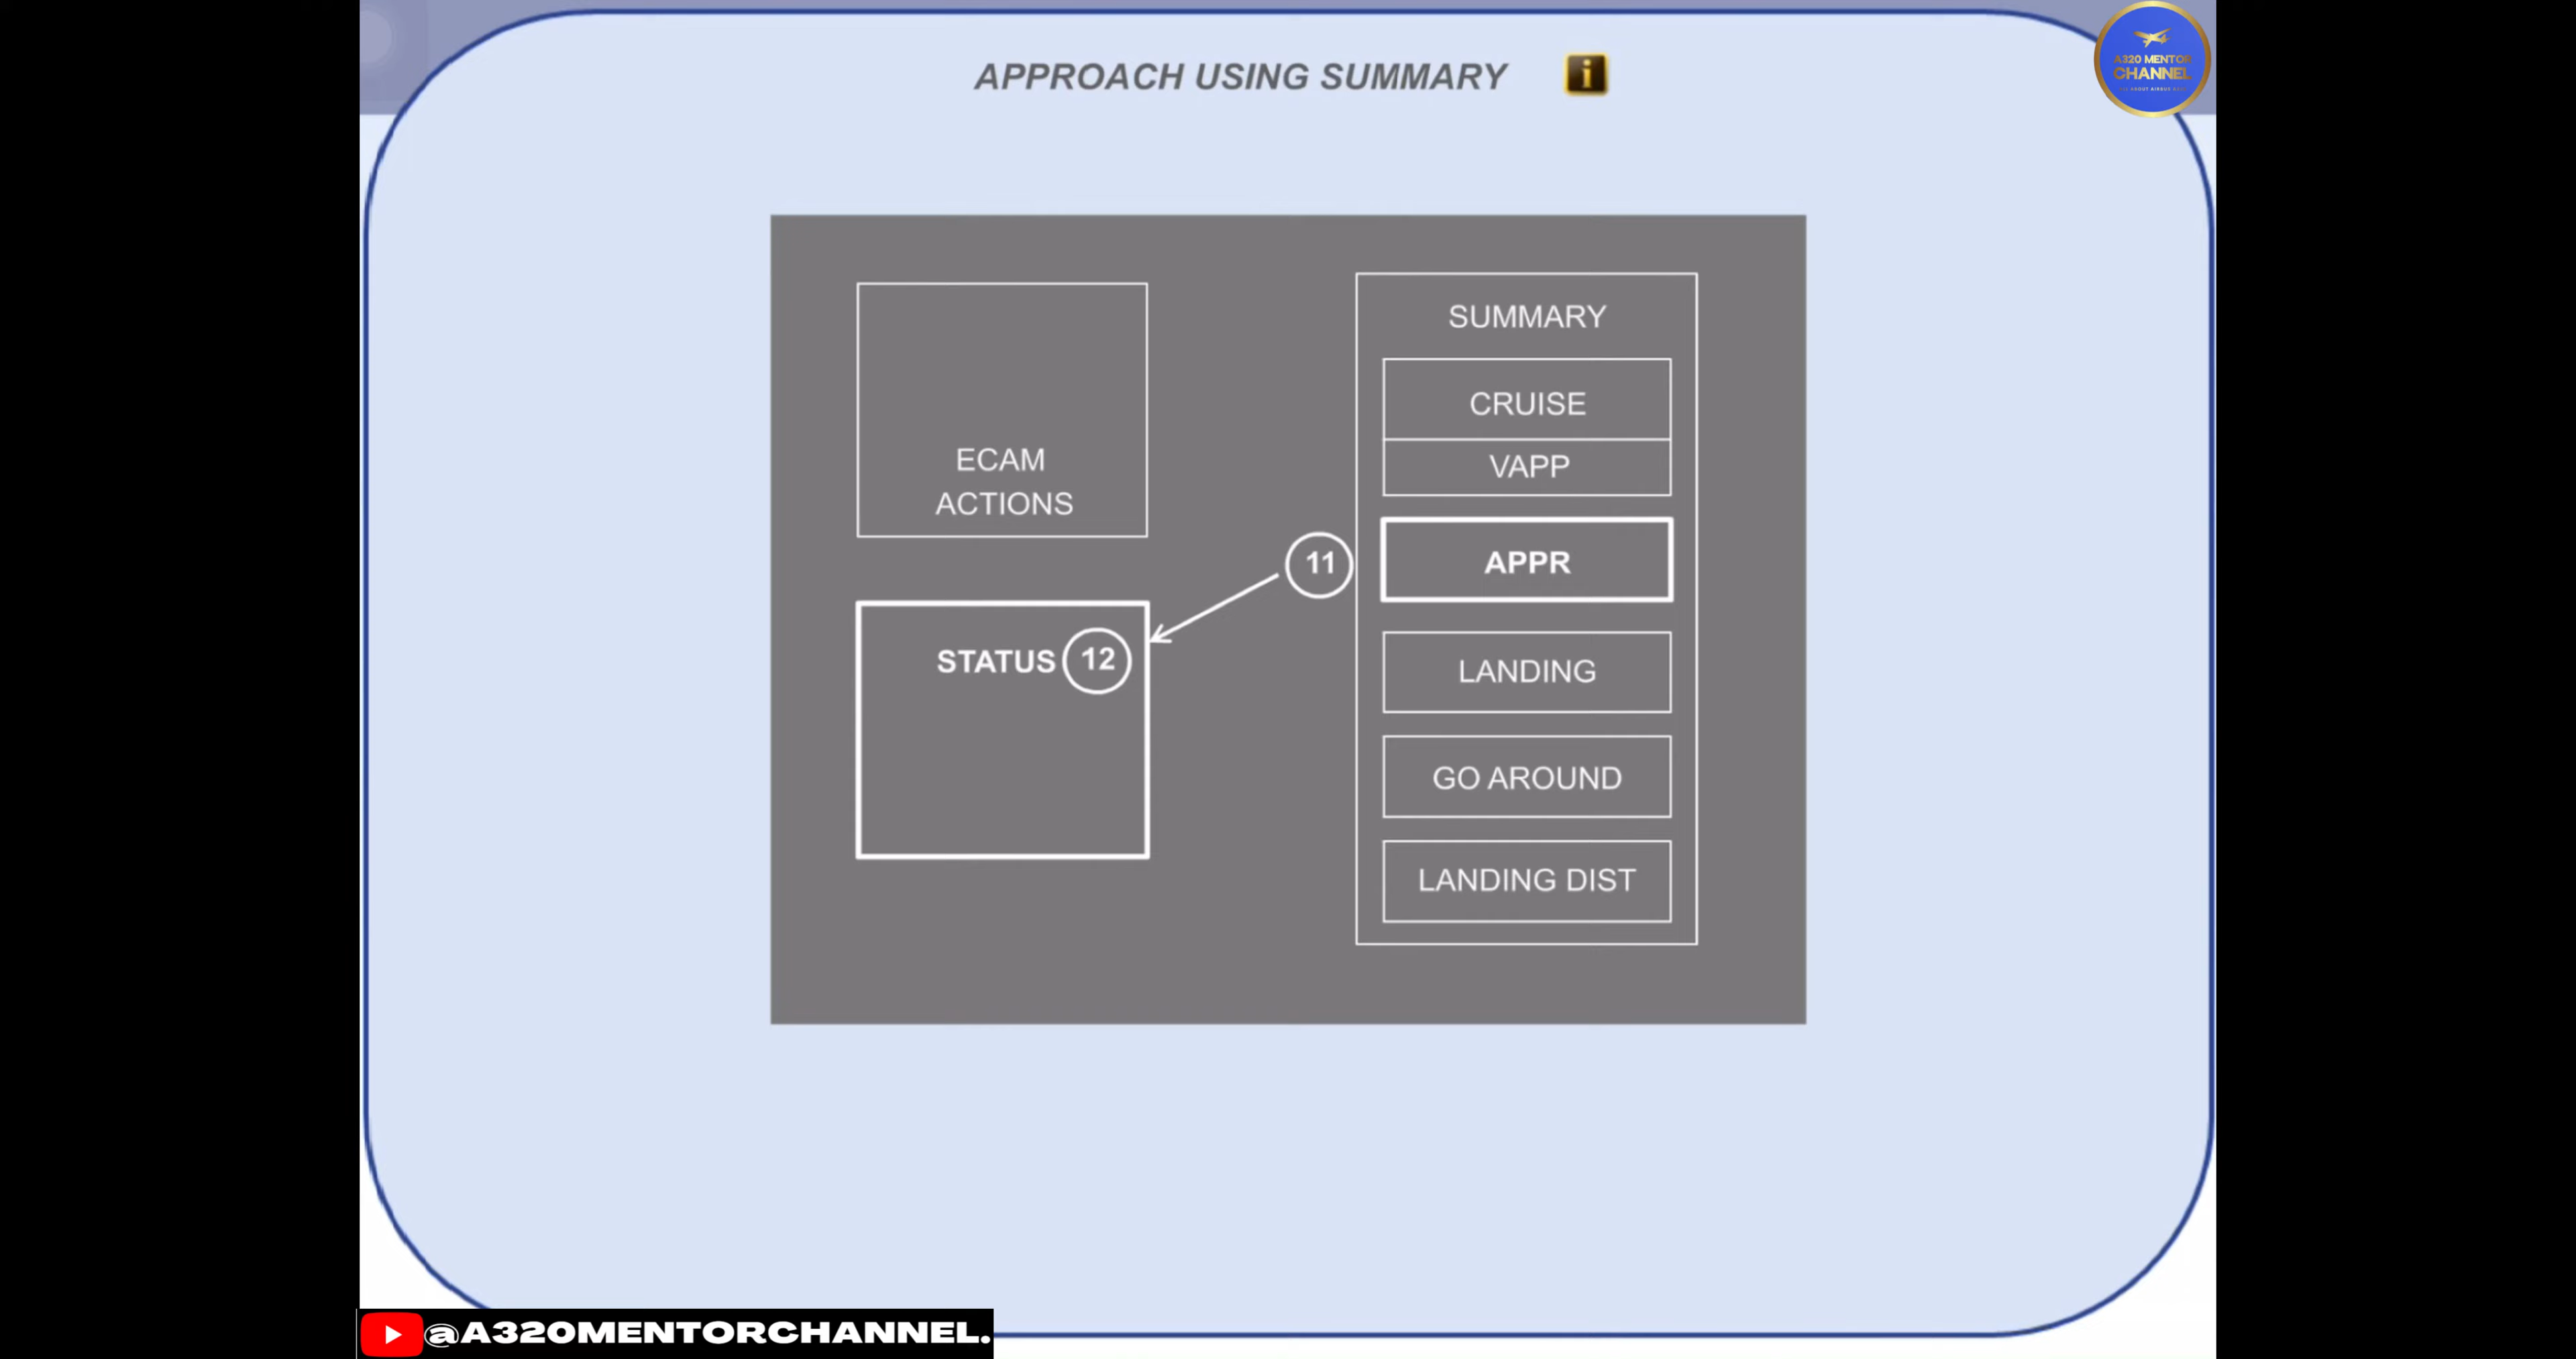 APPROACH USING SUMMARY
i
A320 MENTOR
CHANNEL
ECAM
ACTIONS
STATUS 12
11
SUMMARY
CRUISE
VAPP
APPR
LANDING
GO AROUND
LANDING DIST
@A320MENTORCHANNEL.